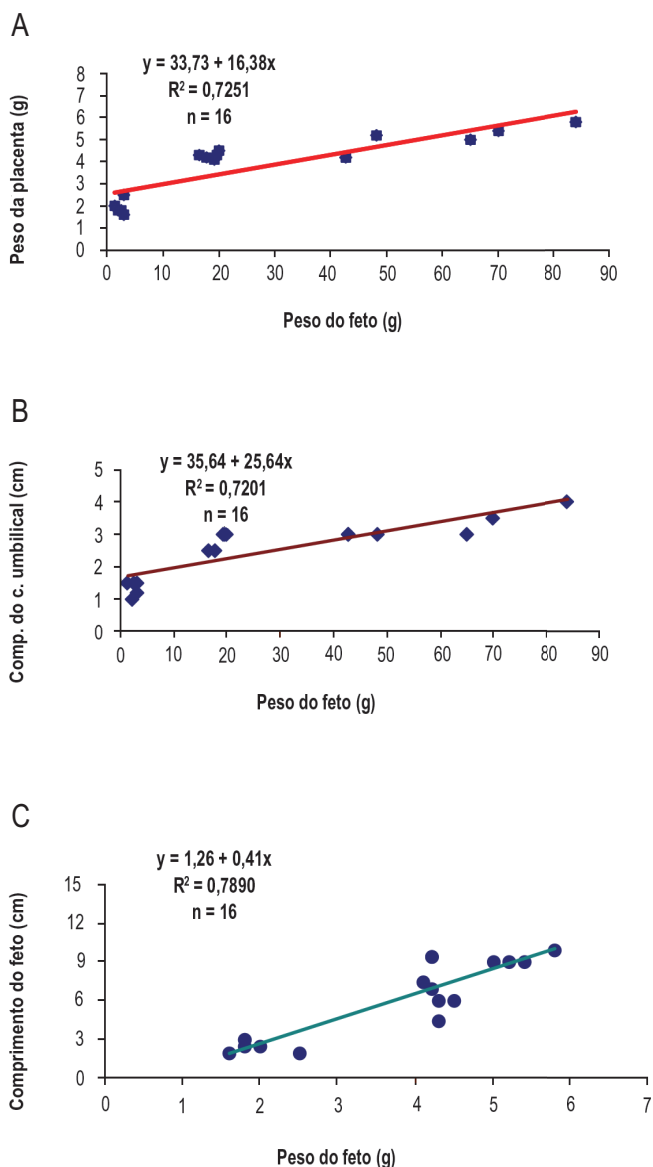 A
y = 33,73 + 16,38x
R² = 0,7251
n = 16
Peso da placenta (g)
8
7
6
5
4
3
2
1
0
0 10 20 30 40 50 60 70 80 90
Peso do feto (g)
B
y = 35,64 + 25,64x
R² = 0,7201
n = 16
Comp. do c. umbilical (cm)
5
4
3
2
1
0
0 10 20 30 40 50 60 70 80 90
Peso do feto (g)
C
y = 1,26 + 0,41x
R² = 0,7890
n = 16
Comprimento do feto (cm)
15
12
9
6
3
0
0 1 2 3 4 5 6 7
Peso do feto (g)